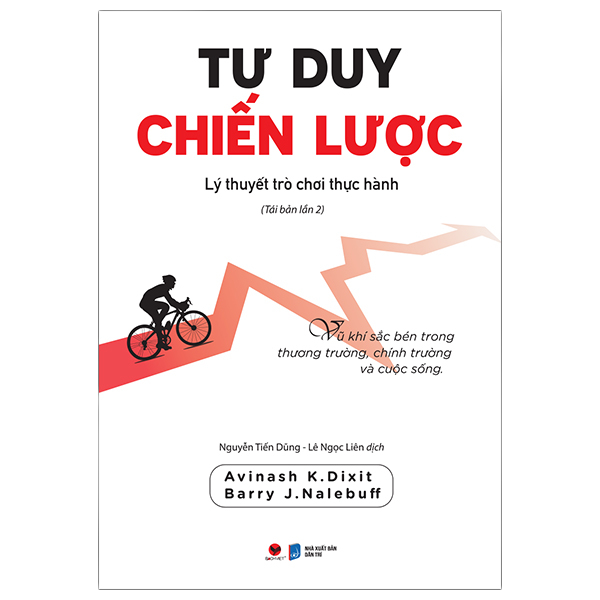 TƯ DUY
CHIẾN LƯỢC
Lý thuyết trò chơi thực hành
(Tái bản lần 2)
Vũ khí sắc bén trong
thương trường, chính trường
và cuộc sống.
Nguyễn Tiến Dũng - Lê Ngọc Liên dịch
Avinash K.Dixit
Barry J.Nalebuff
BACHVIET
NHÀ XUẤT BẢN
DÂN TRÍ